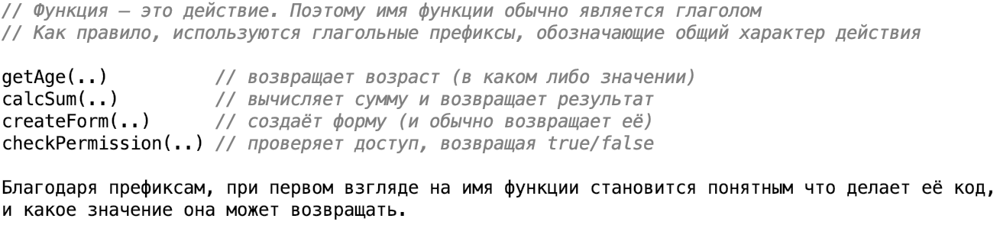 // Функция — это действие. Поэтому имя функции обычно является глаголом
// Как правило, используются глагольные префиксы, обозначающие общий характер действия
getAge(..) // возвращает возраст (в каком либо значении)
calcSum(..) // вычисляет сумму и возвращает результат
createForm(..) // создаёт форму (и обычно возвращает её)
checkPermission(..) // проверяет доступ, возвращая true/false
Благодаря префиксам, при первом взгляде на имя функции становится понятным что делает её код,
и какое значение она может возвращать.